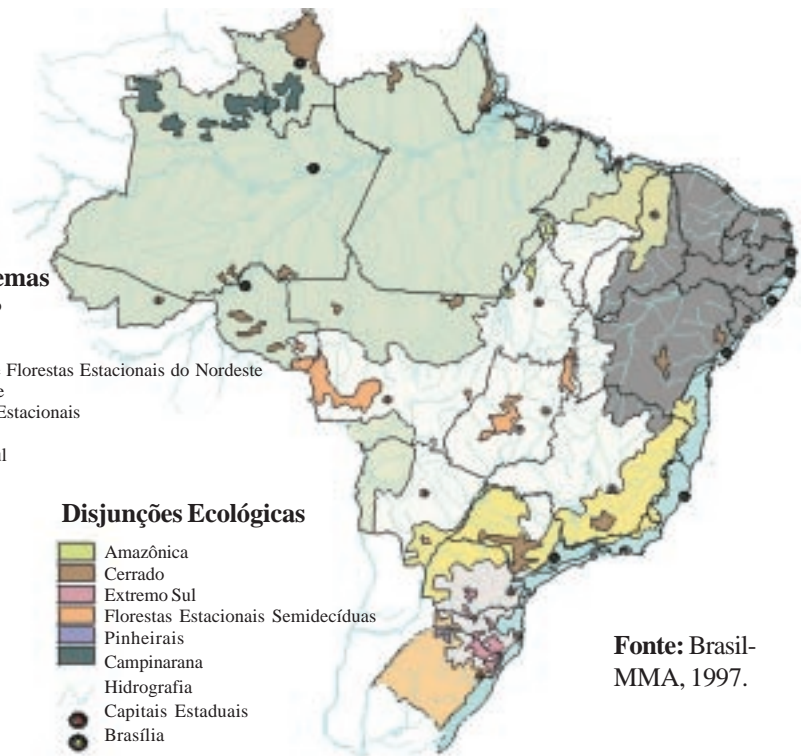 emas
Florestas Estacionais do Nordeste
e
Estacionais
ul
Disjunções Ecológicas
Amazônica
Cerrado
Extremo Sul
Florestas Estacionais Semidecíduas
Pinheirais
Campinarana
Hidrografia
Capitais Estaduais
Brasília
Fonte: Brasil-
MMA, 1997.